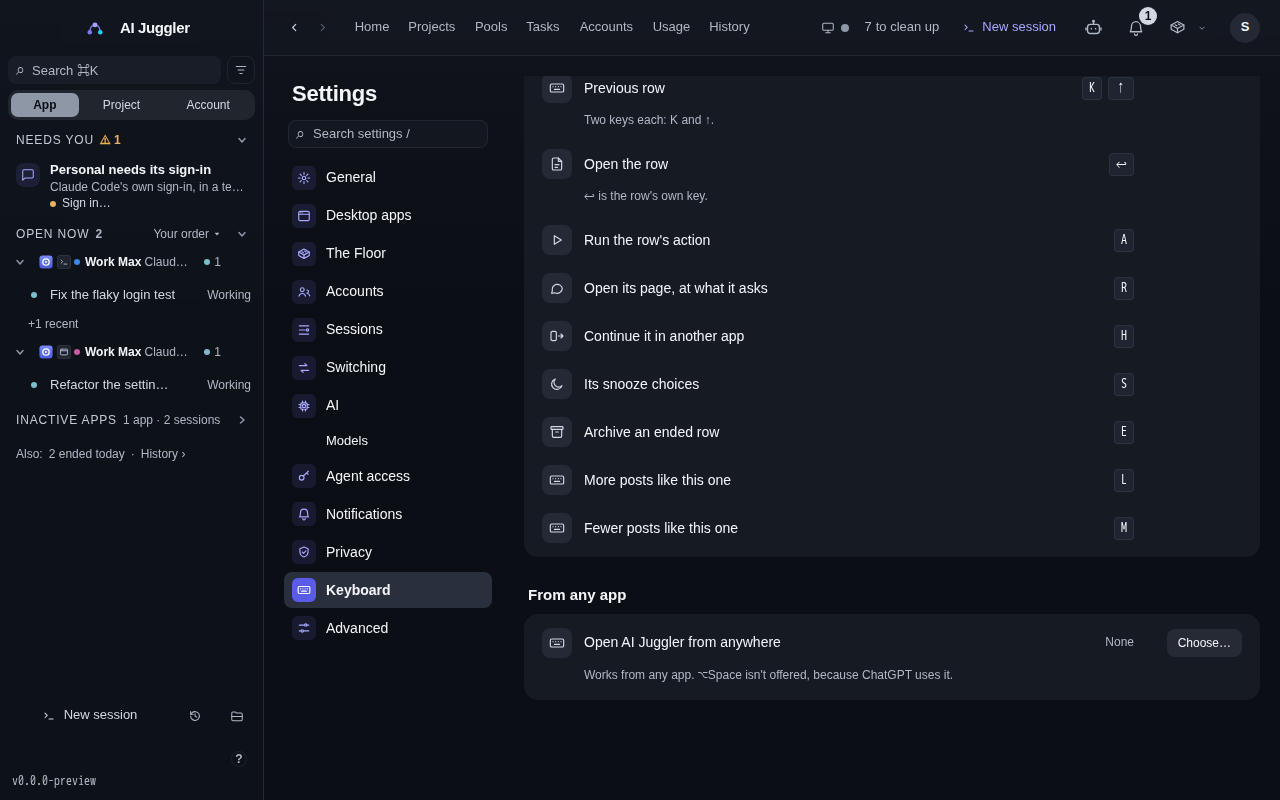 AI Juggler
Search ⌘K
App
Project
Account
NEEDS YOU
1
Personal needs its sign-in
Claude Code's own sign-in, in a te…
Sign in…
OPEN NOW 2
Your order
Work Max Claud…
1
Fix the flaky login test
Working
+1 recent
Work Max Claud…
1
Refactor the settin…
Working
INACTIVE APPS 1 app · 2 sessions
Also: 2 ended today · History ›
New session
?
v0.0.0-preview
Home
Projects
Pools
Tasks
Accounts
Usage
History
7 to clean up
New session
1
S
Settings
Search settings /
General
Desktop apps
The Floor
Accounts
Sessions
Switching
AI
Models
Agent access
Notifications
Privacy
Keyboard
Advanced
Previous row
K ↑
Two keys each: K and ↑.
Open the row
↩
↩ is the row's own key.
Run the row's action
A
Open its page, at what it asks
R
Continue it in another app
H
Its snooze choices
S
Archive an ended row
E
More posts like this one
L
Fewer posts like this one
M
From any app
Open AI Juggler from anywhere
None
Choose…
Works from any app. ⌥Space isn't offered, because ChatGPT uses it.